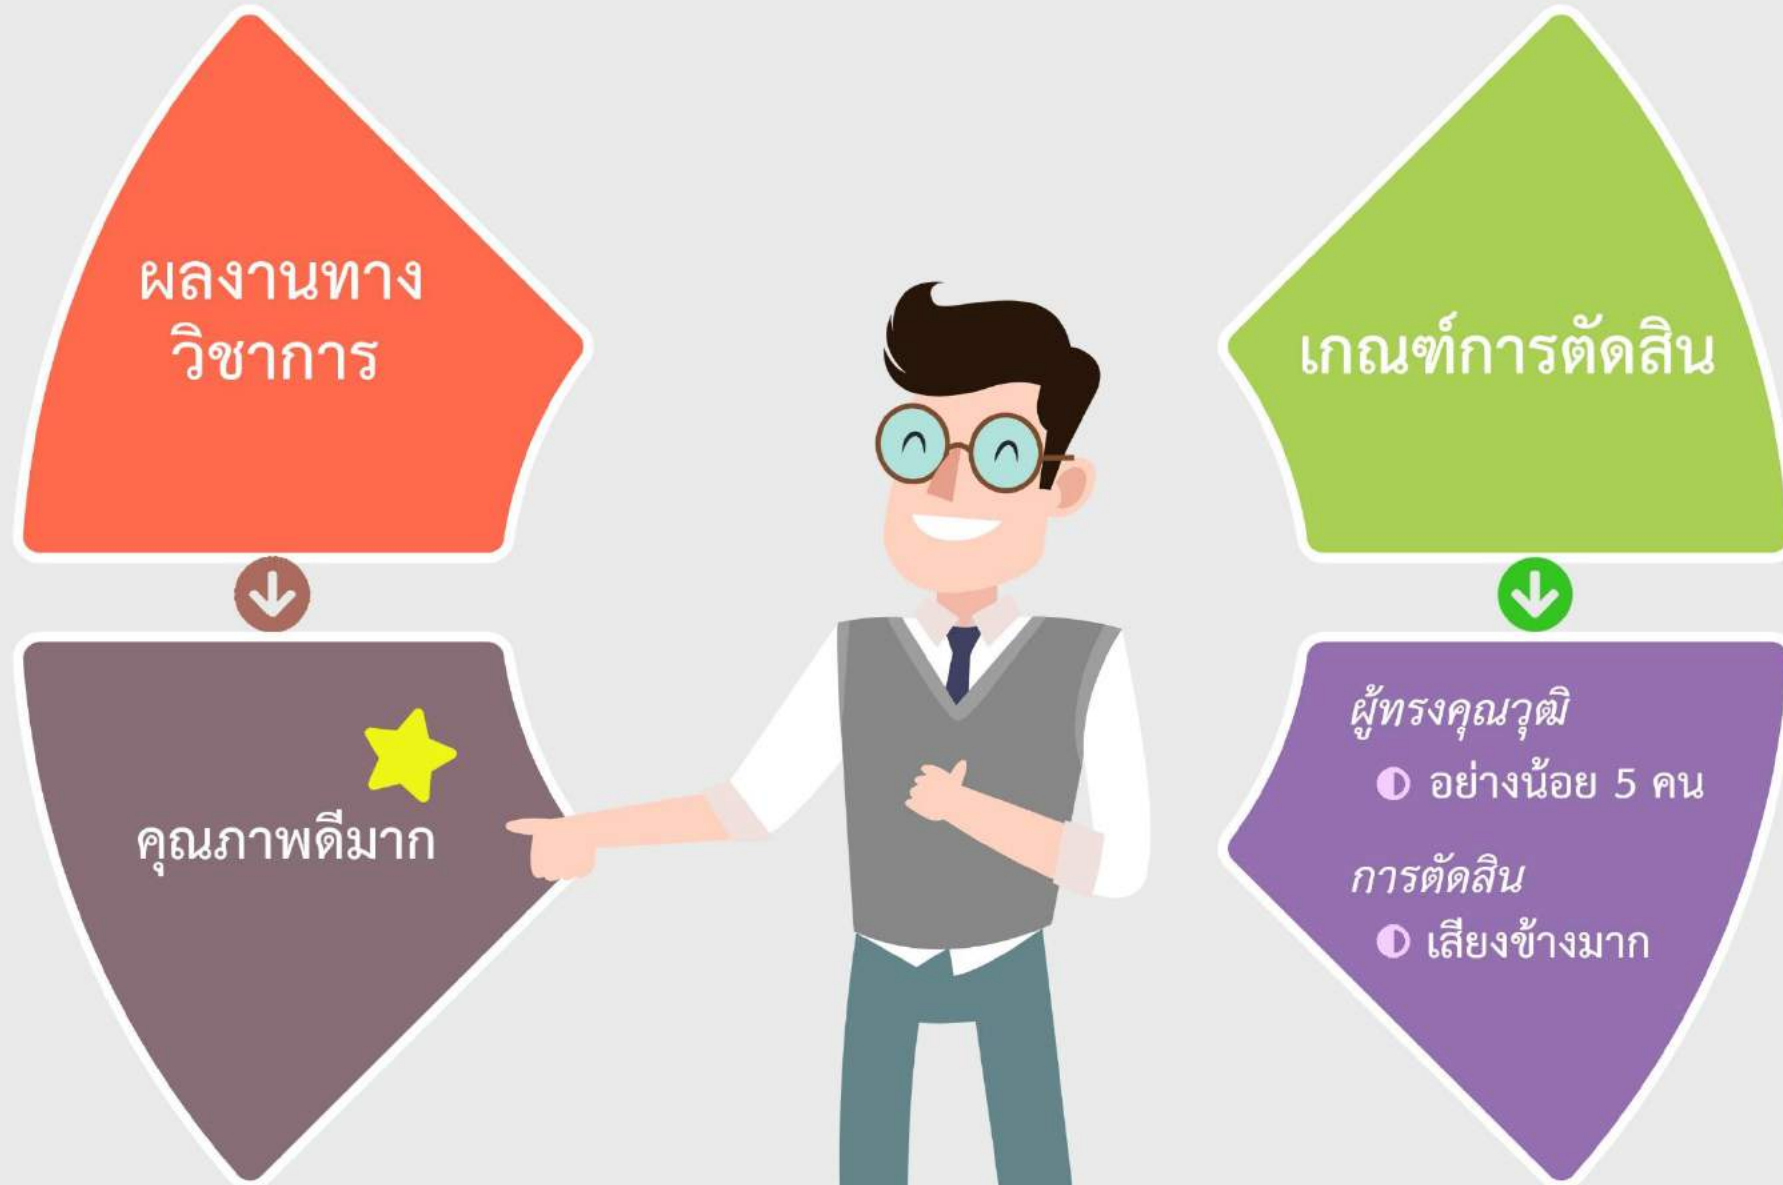 ผลงานทาง
วิชาการ
คุณภาพดีมาก
เกณฑ์การตัดสิน
ผู้ทรงคุณวุฒิ
อย่างน้อย 5 คน
การตัดสิน
เสียงข้างมาก